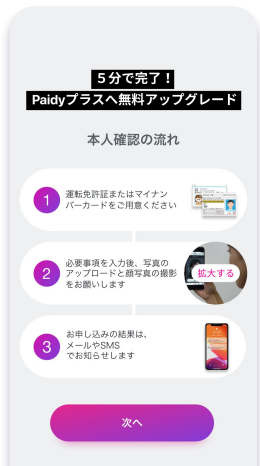 ５分で完了！
Paidyプラスへ無料アップグレード
本人確認の流れ
1
運転免許証またはマイナン
バーカードをご用意ください
2
必要事項を入力後、写真の
アップロードと顔写真の撮影
をお願いします
拡大する
3
お申し込みの結果は、
メールやSMS
でお知らせします
次へ